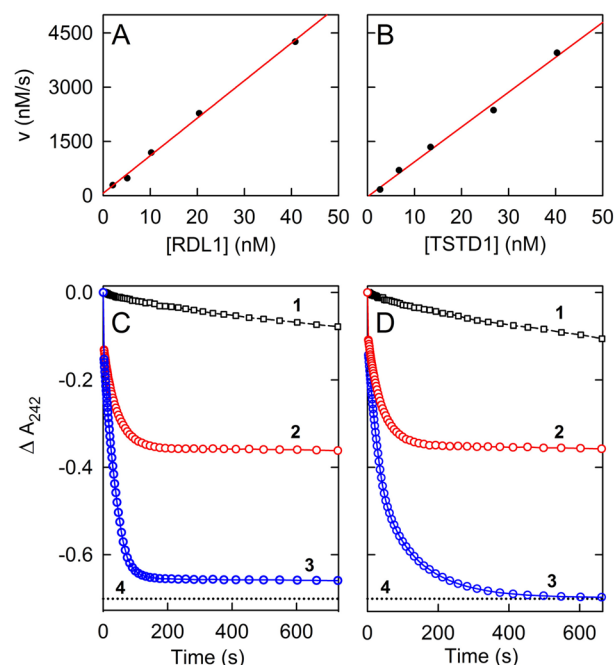 A
B
v (nM/s)
4500
3000
1500
0
0 10 20 30 40 50
0 10 20 30 40 50
[RDL1] (nM)
[TSTD1] (nM)
C
D
Δ A242
0.0
-0.2
-0.4
-0.6
1
2
3
4
1
2
3
4
0 200 400 600
0 200 400 600
Time (s)
Time (s)